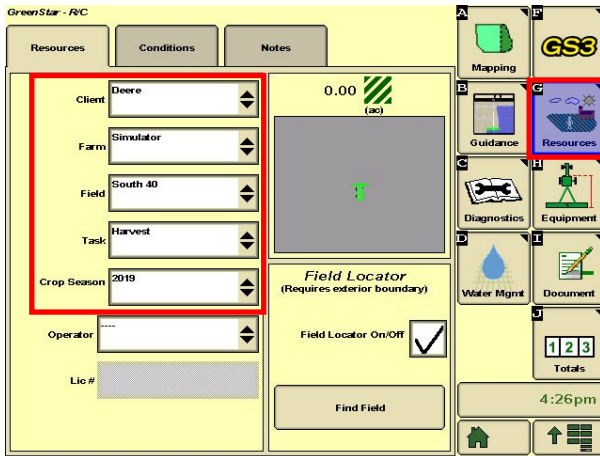 GreenStar - R/C
Resources
Conditions
Notes
Client
Deere
Farm
Simulator
Field
South 40
Task
Harvest
Crop Season
2019
Operator
----
Lic #
0.00
(ac)
Field Locator
(Requires exterior boundary)
Field Locator On/Off
Find Field
A
Mapping
F
GS3
B
Guidance
G
Resources
C
Diagnostics
H
Equipment
D
Water Mgmt
I
Document
J
1 2 3
Totals
4:26pm